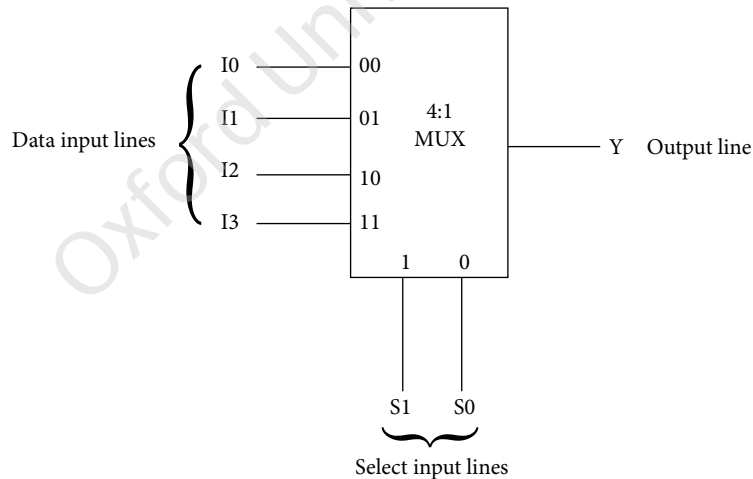 I0 00
I1 01
4:1
MUX
Data input lines
Y Output line
I2 10
I3 11
1 0
S1 S0
Select input lines
Oxford